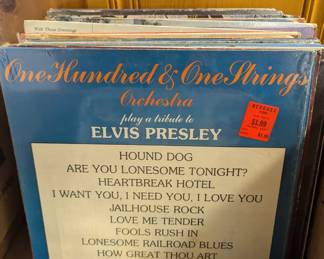 One Hundred & One Strings
Orchestra
play a tribute to
ELVIS PRESLEY
$1.99
HOUND DOG
ARE YOU LONESOME TONIGHT?
HEARTBREAK HOTEL
I WANT YOU, I NEED YOU, I LOVE YOU
JAILHOUSE ROCK
LOVE ME TENDER
FOOLS RUSH IN
LONESOME RAILROAD BLUES
HOW GREAT THOU ART